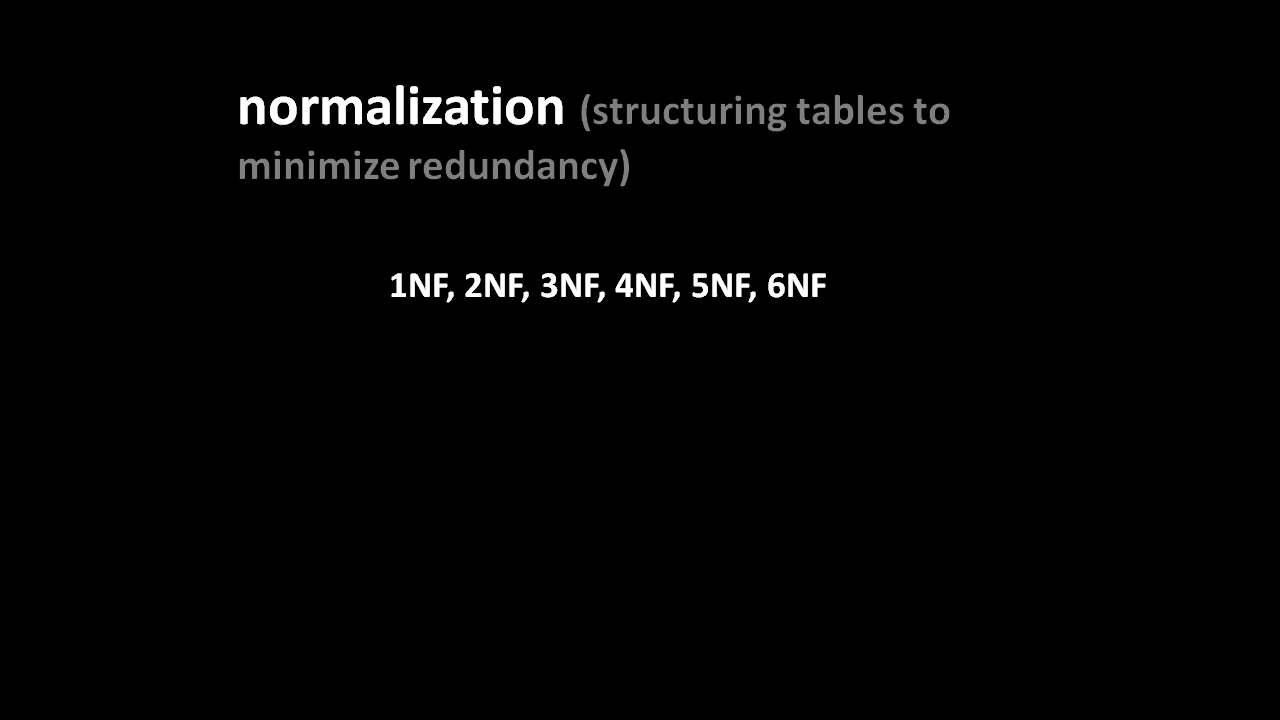 normalization (structuring tables to
minimize redundancy)
1NF, 2NF, 3NF, 4NF, 5NF, 6NF